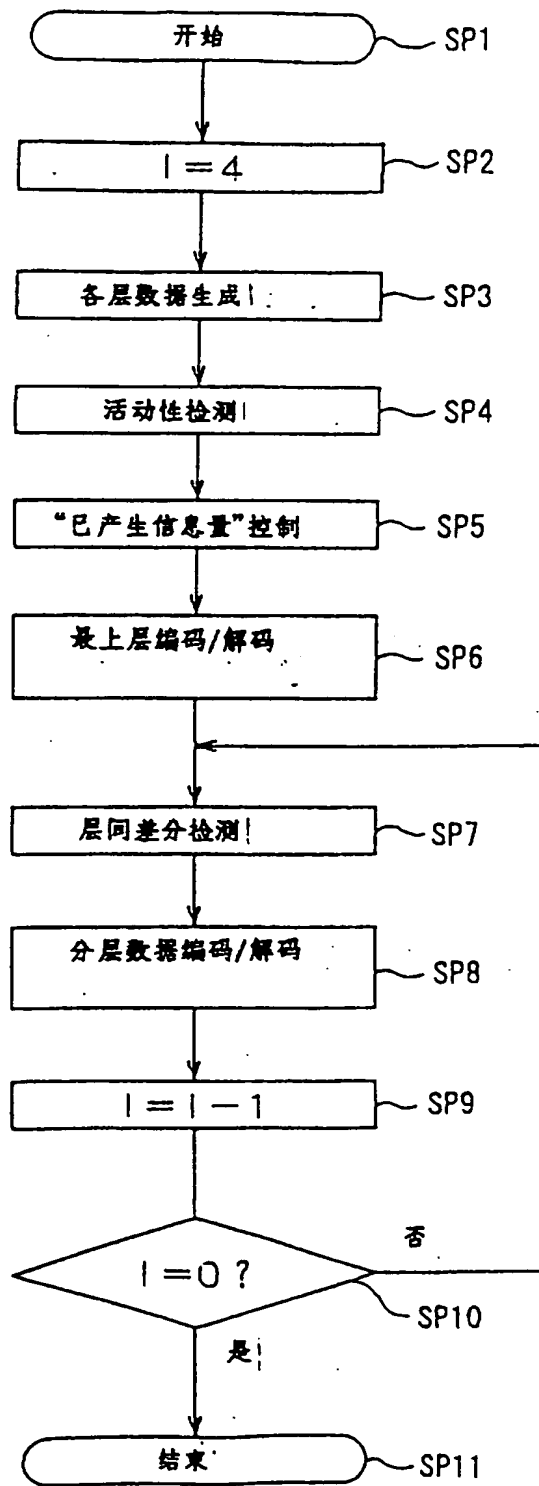 开始
SP1
I=4
SP2
各层数据生成
SP3
活动性检测
SP4
“已产生信息量”控制
SP5
最上层编码/解码
SP6
层间差分检测
SP7
分层数据编码/解码
SP8
I=I-1
SP9
I=0?
否
SP10
是
结束
SP11